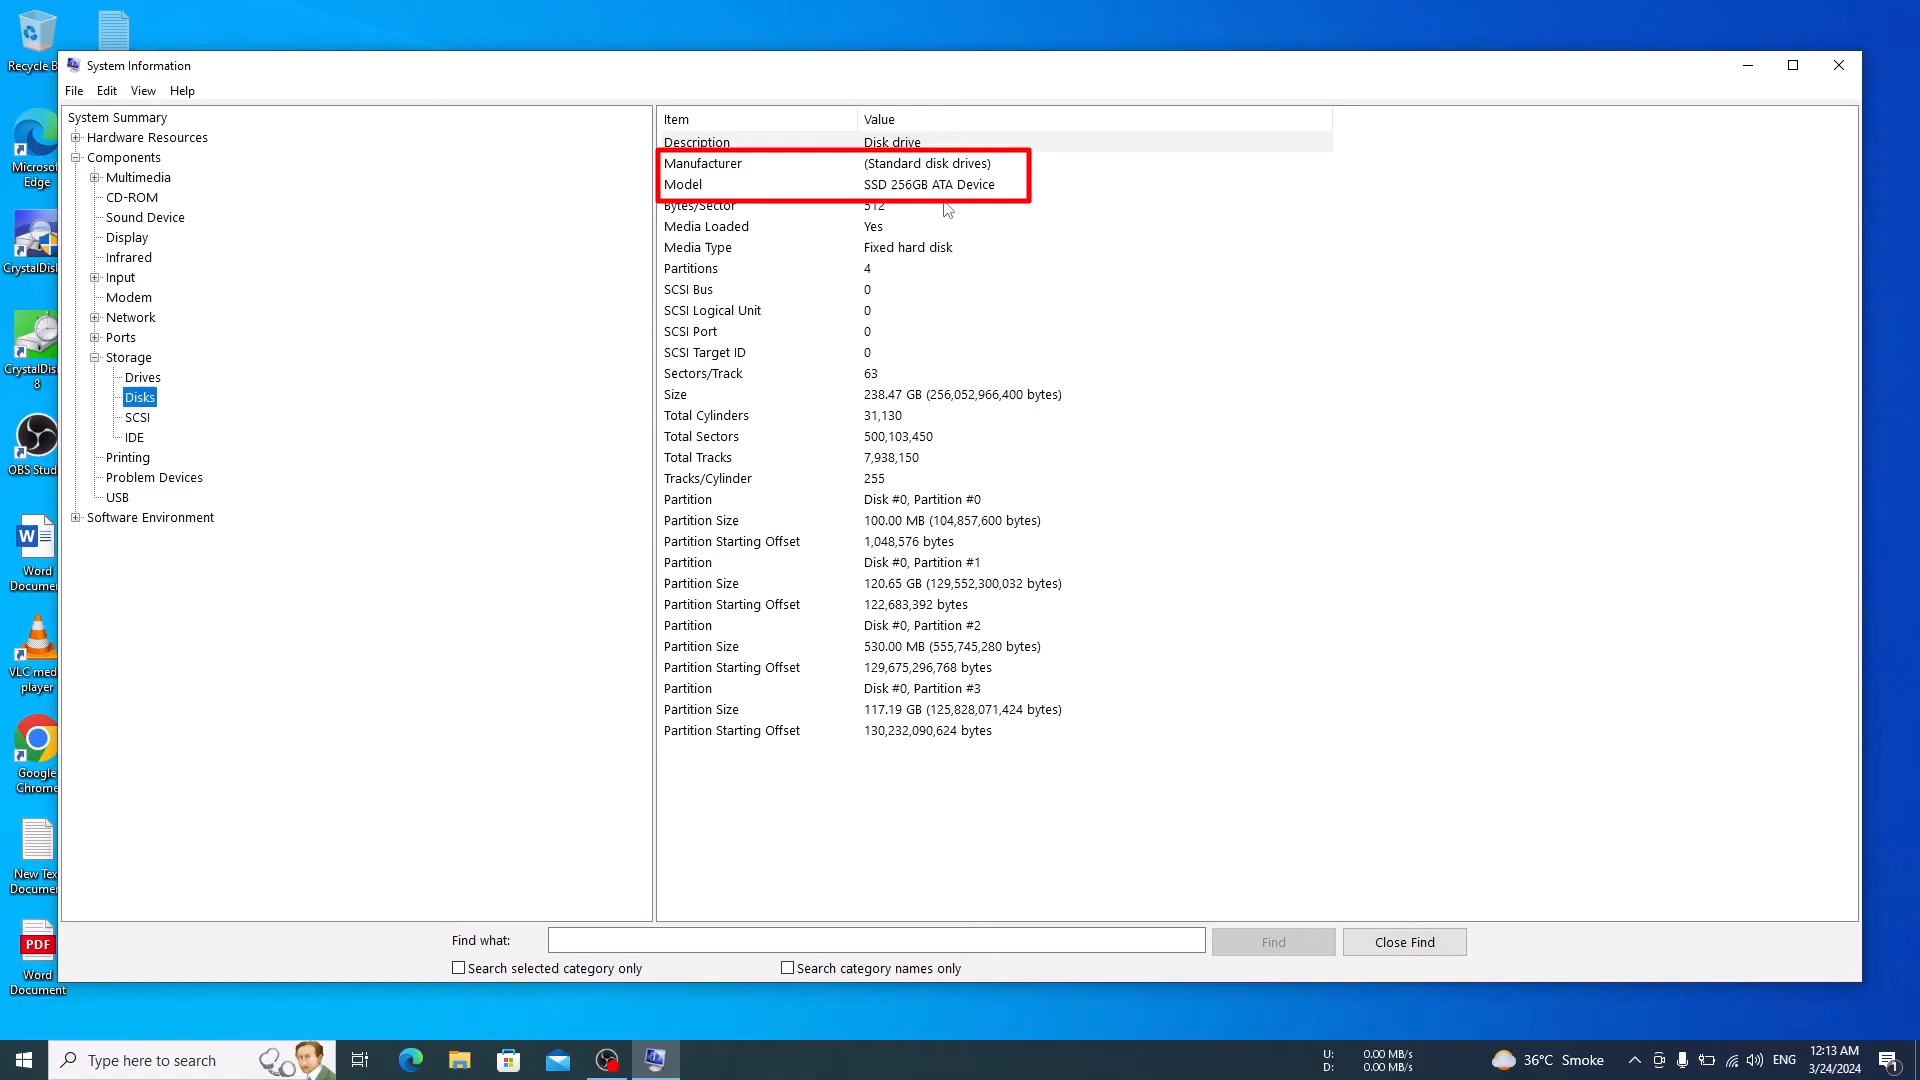 Recycle B
System Information
File Edit View Help
System Summary
Hardware Resources
Components
Multimedia
CD-ROM
Sound Device
Display
Infrared
Input
Modem
Network
Ports
Storage
Drives
Disks
SCSI
IDE
Printing
Problem Devices
USB
Software Environment
Item Value
Description Disk drive
Manufacturer (Standard disk drives)
Model SSD 256GB ATA Device
Bytes/Sector 512
Media Loaded Yes
Media Type Fixed hard disk
Partitions 4
SCSI Bus 0
SCSI Logical Unit 0
SCSI Port 0
SCSI Target ID 0
Sectors/Track 63
Size 238.47 GB (256,052,966,400 bytes)
Total Cylinders 31,130
Total Sectors 500,103,450
Total Tracks 7,938,150
Tracks/Cylinder 255
Partition Disk #0, Partition #0
Partition Size 100.00 MB (104,857,600 bytes)
Partition Starting Offset 1,048,576 bytes
Partition Disk #0, Partition #1
Partition Size 120.65 GB (129,552,300,032 bytes)
Partition Starting Offset 122,683,392 bytes
Partition Disk #0, Partition #2
Partition Size 530.00 MB (555,745,280 bytes)
Partition Starting Offset 129,675,296,768 bytes
Partition Disk #0, Partition #3
Partition Size 117.19 GB (125,828,071,424 bytes)
Partition Starting Offset 130,232,090,624 bytes
Microso
Edge
CrystalDis
CrystalDis
8
OBS Stud
W
Word
Documen
VLC med
player
Google
Chrome
New Tex
Documen
PDF
Word
Document
Find what:
Find
Close Find
Search selected category only
Search category names only
Type here to search
U: 0.00 MB/s
D: 0.00 MB/s
36°C Smoke
ENG
12:13 AM
3/24/2024
1